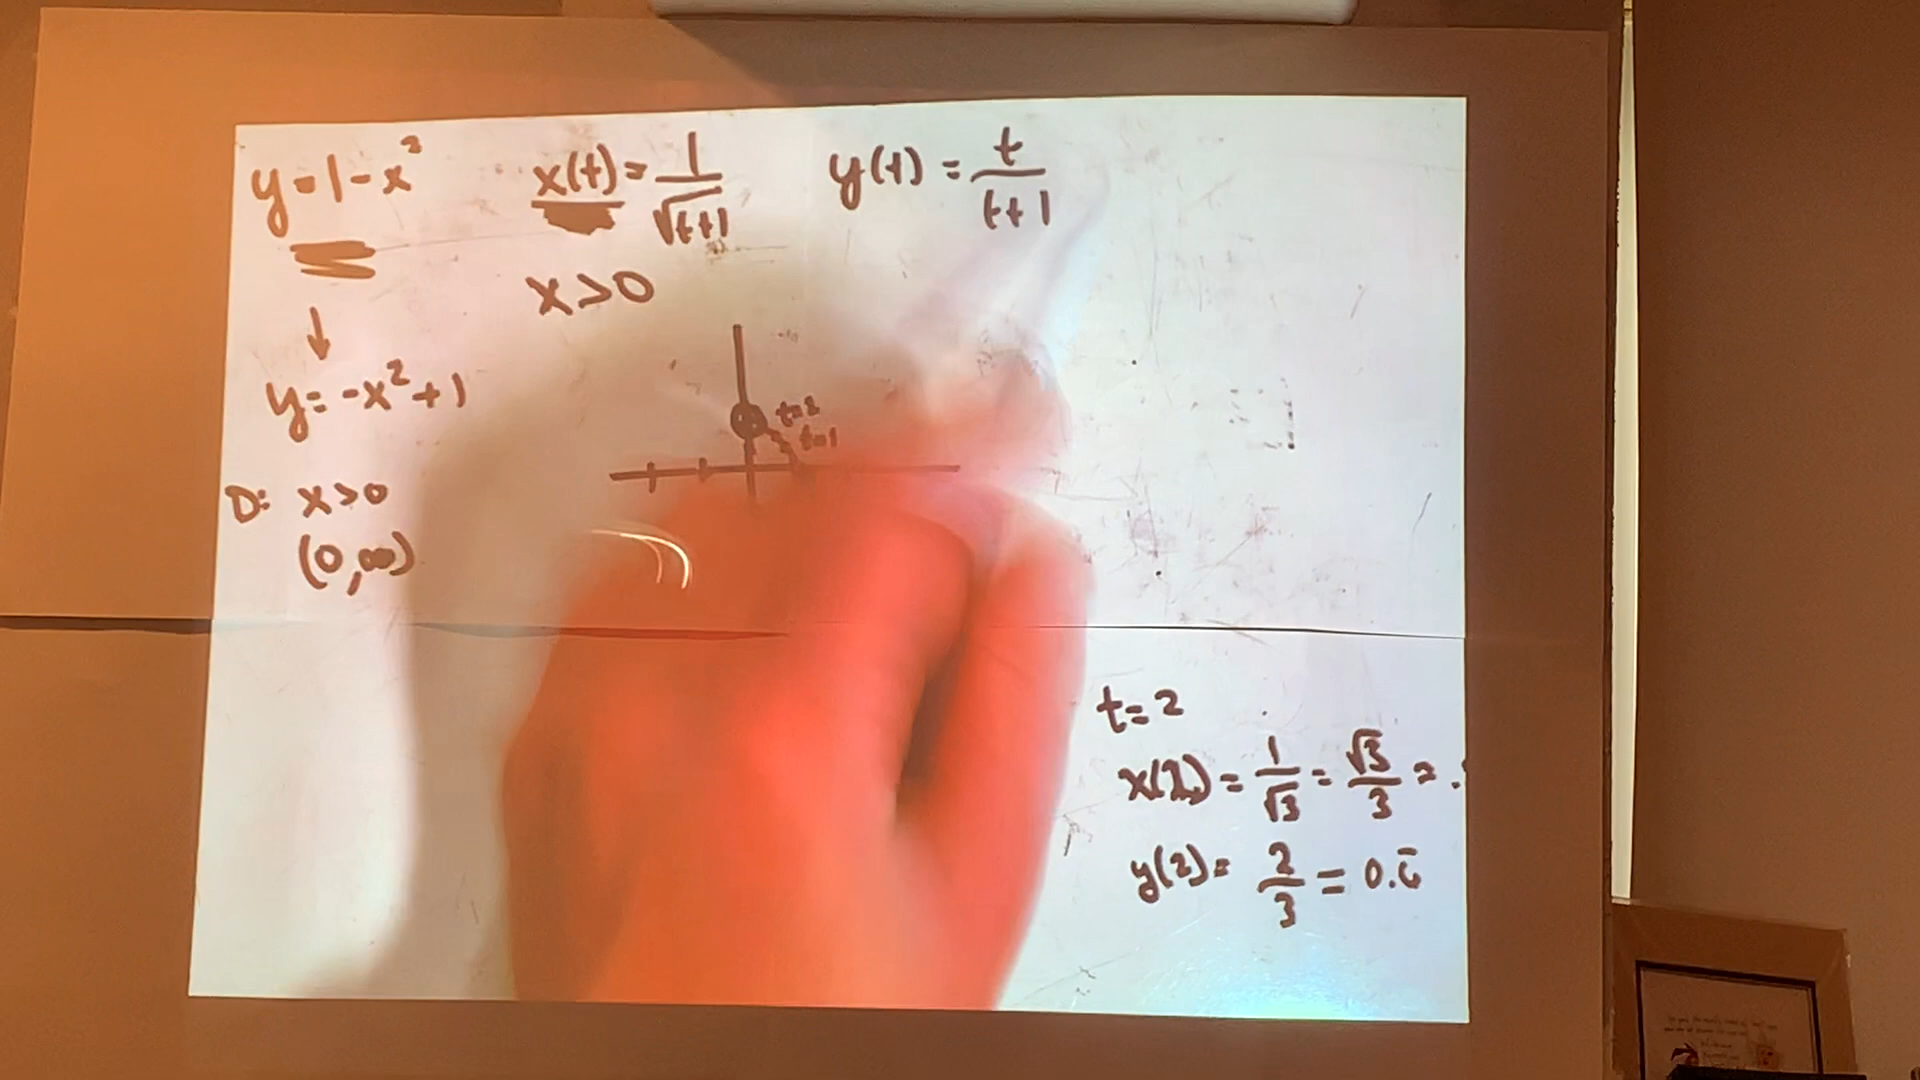 y=1-x²
x(t)=1/√t+1
y(t)=t/t+1
x>0
↓
y=-x²+1
t=2
t=1
D: x>0
(0,∞)
t=2
x(2)=1/√3=√3/3=.
y(2)=2/3=0.6̄